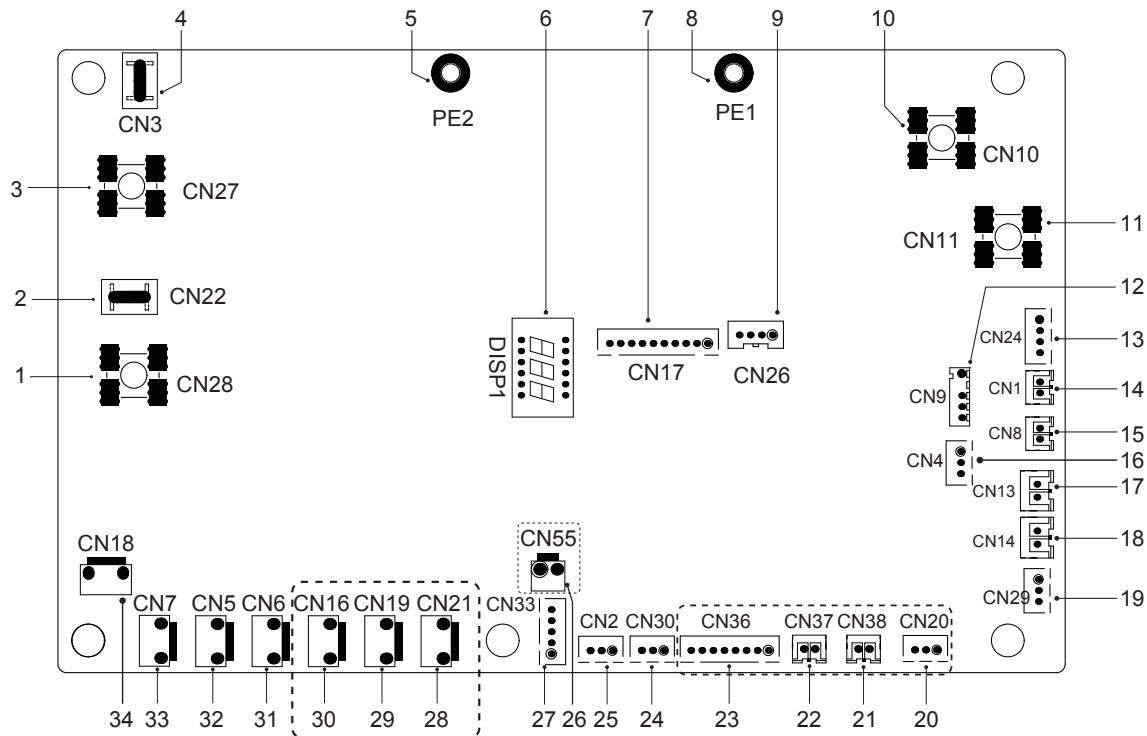 4 5 6 7 8 9 10
CN3 PE2 PE1
CN10
3 CN27
CN11 11
12
2 CN22
CN24 13
DISP1 CN17 CN26
1 CN28
CN9 CN1 14
CN8 15
CN4 16
CN13 17
CN18 CN55
CN14 18
CN7 CN5 CN6 CN16 CN19 CN21 CN33 CN2 CN30 CN36 CN37 CN38 CN20
CN29 19
34 33 32 31 30 29 28 27 26 25 24 23 22 21 20